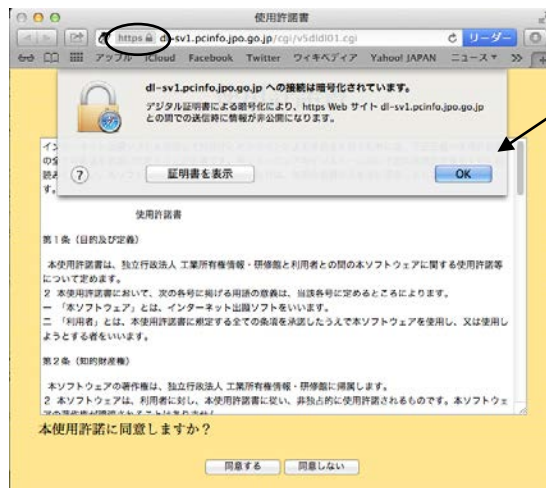 使用許諾書
https dl-sv1.pcinfo.jpo.go.jp/cgi/v5dldl01.cgi
リーダー
アップル iCloud Facebook Twitter ウィキペディア Yahoo! JAPAN ニュース
dl-sv1.pcinfo.jpo.go.jp への接続は暗号化されています。
デジタル証明書による暗号化により、https Web サイト dl-sv1.pcinfo.jpo.go.jp
との間での送信時に情報が非公開になります。
?
証明書を表示
OK
イン
の全
読み
す。
使用許諾書
第1条（目的及び定義）
本使用許諾書は、独立行政法人 工業所有権情報・研修館と利用者との間の本ソフトウェアに関する使用許諾等
について定めます。
2 本使用許諾書において、次の各号に掲げる用語の意義は、当該各号に定めるところによります。
一 「本ソフトウェア」とは、インターネット出願ソフトをいいます。
二 「利用者」とは、本使用許諾書に規定する全ての条項を承諾したうえで本ソフトウェアを使用し、又は使用し
ようとする者をいいます。
第2条（知的財産権）
本ソフトウェアの著作権は、独立行政法人 工業所有権情報・研修館に帰属します。
2 本ソフトウェアは、利用者に対し、本使用許諾書に従い、非独占的に使用許諾されるものです。本ソフトウェ
本使用許諾に同意しますか？
同意する
同意しない